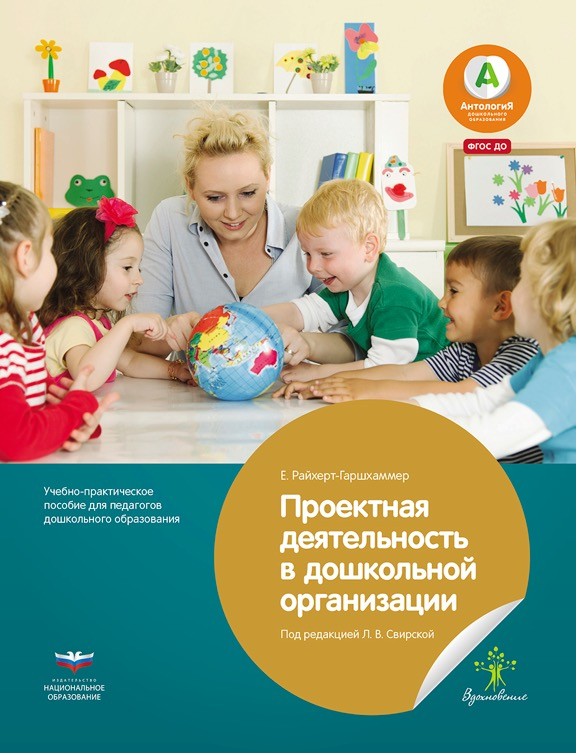 А
АнтологиЯ
ДОШКОЛЬНОГО
ОБРАЗОВАНИЯ
ФГОС ДО
Е. Райхерт-Гаршхаммер
Учебно-практическое
пособие для педагогов
дошкольного образования
Проектная
деятельность
в дошкольной
организации
Под редакцией Л. В. Свирской
ИЗДАТЕЛЬСТВО
НАЦИОНАЛЬНОЕ
ОБРАЗОВАНИЕ
Вдохновение